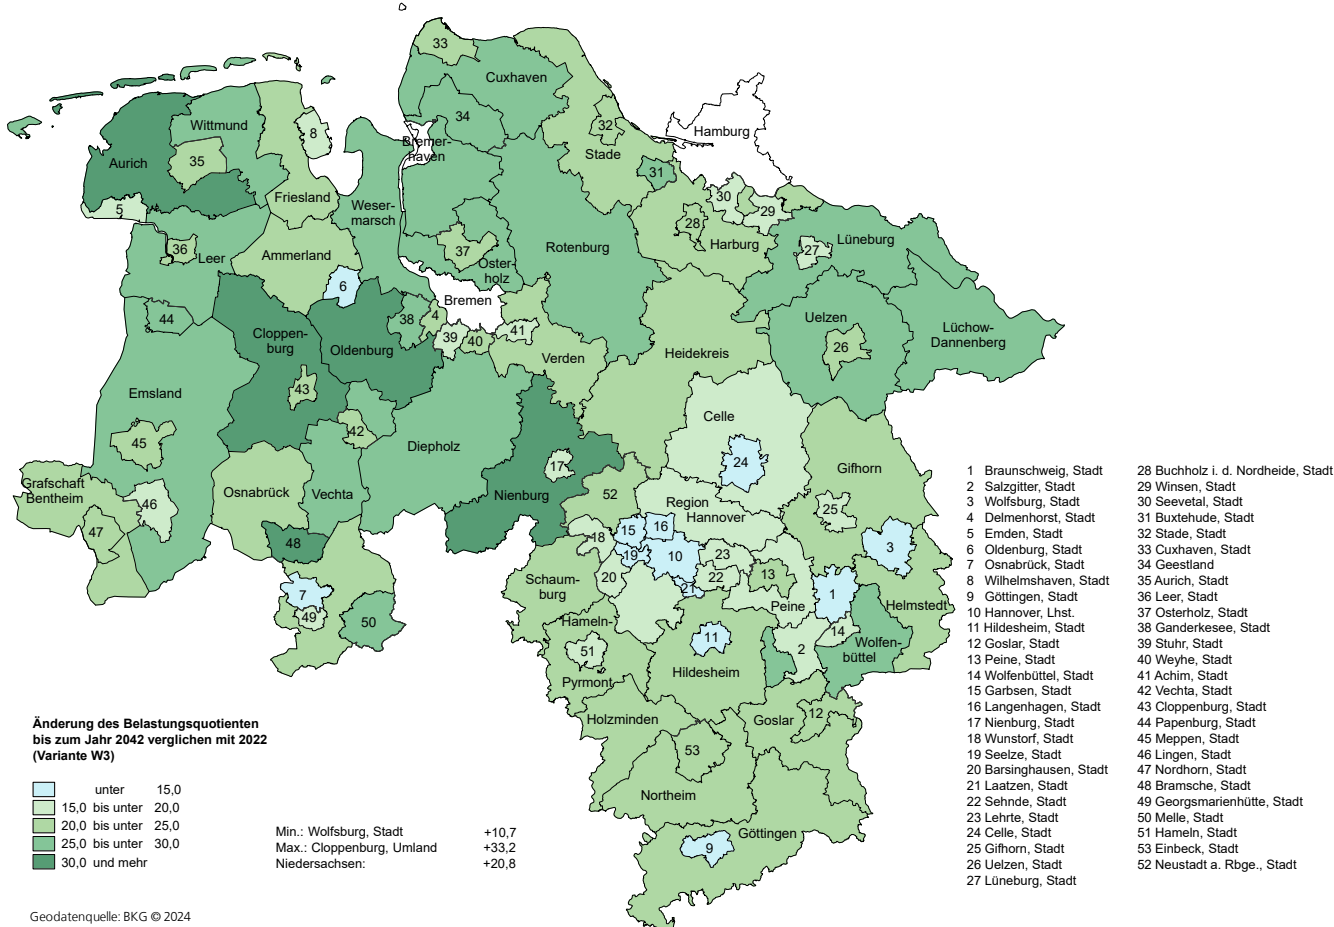 33
Cuxhaven
34
32
Hamburg
8
Wittmund
Bremer-
haven
Aurich
35
Stade
31
5
Friesland
Weser-
marsch
30
29
28
36
Leer
Ammerland
37
Oster-
holz
Rotenburg
Harburg
27
Lüneburg
6
Bremen
44
Cloppen-
burg
38
4
39
40
41
Oldenburg
Verden
Heidekreis
Uelzen
26
Lüchow-
Dannenberg
43
Emsland
Celle
42
45
Diepholz
24
Gifhorn
17
Grafschaft
Bentheim
46
Osnabrück
Vechta
Nienburg
52
Region
Hannover
25
47
48
18
15
16
19
10
23
3
7
20
22
21
13
1
Schaum-
burg
Peine
Helmstedt
49
50
Hameln-
11
14
2
Wolfen-
büttel
51
Hildesheim
Pyrmont
Holzminden
Goslar
12
53
Northeim
9
Göttingen
1 Braunschweig, Stadt
2 Salzgitter, Stadt
3 Wolfsburg, Stadt
4 Delmenhorst, Stadt
5 Emden, Stadt
6 Oldenburg, Stadt
7 Osnabrück, Stadt
8 Wilhelmshaven, Stadt
9 Göttingen, Stadt
10 Hannover, Lhst.
11 Hildesheim, Stadt
12 Goslar, Stadt
13 Peine, Stadt
14 Wolfenbüttel, Stadt
15 Garbsen, Stadt
16 Langenhagen, Stadt
17 Nienburg, Stadt
18 Wunstorf, Stadt
19 Seelze, Stadt
20 Barsinghausen, Stadt
21 Laatzen, Stadt
22 Sehnde, Stadt
23 Lehrte, Stadt
24 Celle, Stadt
25 Gifhorn, Stadt
26 Uelzen, Stadt
27 Lüneburg, Stadt
28 Buchholz i. d. Nordheide, Stadt
29 Winsen, Stadt
30 Seevetal, Stadt
31 Buxtehude, Stadt
32 Stade, Stadt
33 Cuxhaven, Stadt
34 Geestland
35 Aurich, Stadt
36 Leer, Stadt
37 Osterholz, Stadt
38 Ganderkesee, Stadt
39 Stuhr, Stadt
40 Weyhe, Stadt
41 Achim, Stadt
42 Vechta, Stadt
43 Cloppenburg, Stadt
44 Papenburg, Stadt
45 Meppen, Stadt
46 Lingen, Stadt
47 Nordhorn, Stadt
48 Bramsche, Stadt
49 Georgsmarienhütte, Stadt
50 Melle, Stadt
51 Hameln, Stadt
53 Einbeck, Stadt
52 Neustadt a. Rbge., Stadt
Änderung des Belastungsquotienten
bis zum Jahr 2042 verglichen mit 2022
(Variante W3)
unter 15,0
15,0 bis unter 20,0
20,0 bis unter 25,0
25,0 bis unter 30,0
30,0 und mehr
Min.: Wolfsburg, Stadt +10,7
Max.: Cloppenburg, Umland +33,2
Niedersachsen: +20,8
Geodatenquelle: BKG © 2024